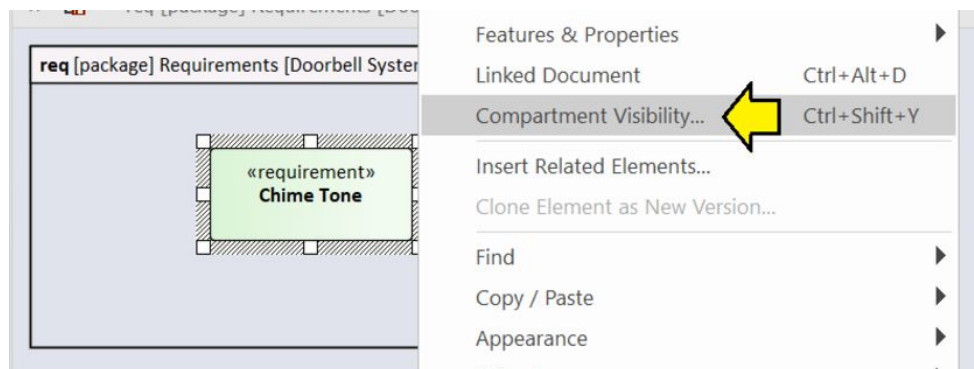 Features & Properties
req [package] Requirements [Doorbell System
Linked Document Ctrl+Alt+D
Compartment Visibility... Ctrl+Shift+Y
«requirement»
Chime Tone
Insert Related Elements...
Clone Element as New Version...
Find
Copy / Paste
Appearance